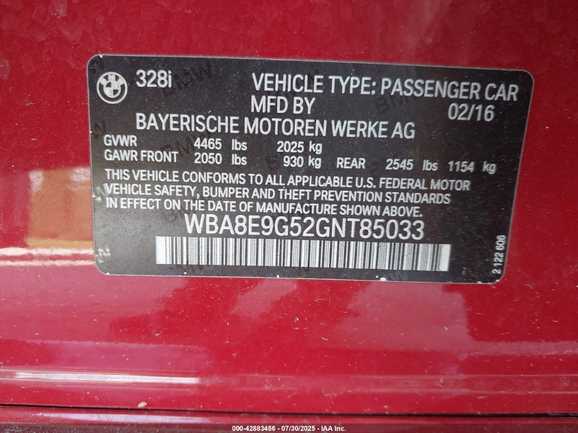 328i
VEHICLE TYPE: PASSENGER CAR
MFD BY 02/16
BAYERISCHE MOTOREN WERKE AG
GVWR 4465 lbs 2025 kg
GAWR FRONT 2050 lbs 930 kg REAR 2545 lbs 1154 kg
THIS VEHICLE CONFORMS TO ALL APPLICABLE U.S. FEDERAL MOTOR
VEHICLE SAFETY, BUMPER AND THEFT PREVENTION STANDARDS
IN EFFECT ON THE DATE OF MANUFACTURE SHOWN ABOVE.
WBA8E9G52GNT85033
2 122 606
000-42883486 - 07/30/2025 - IAA Inc.